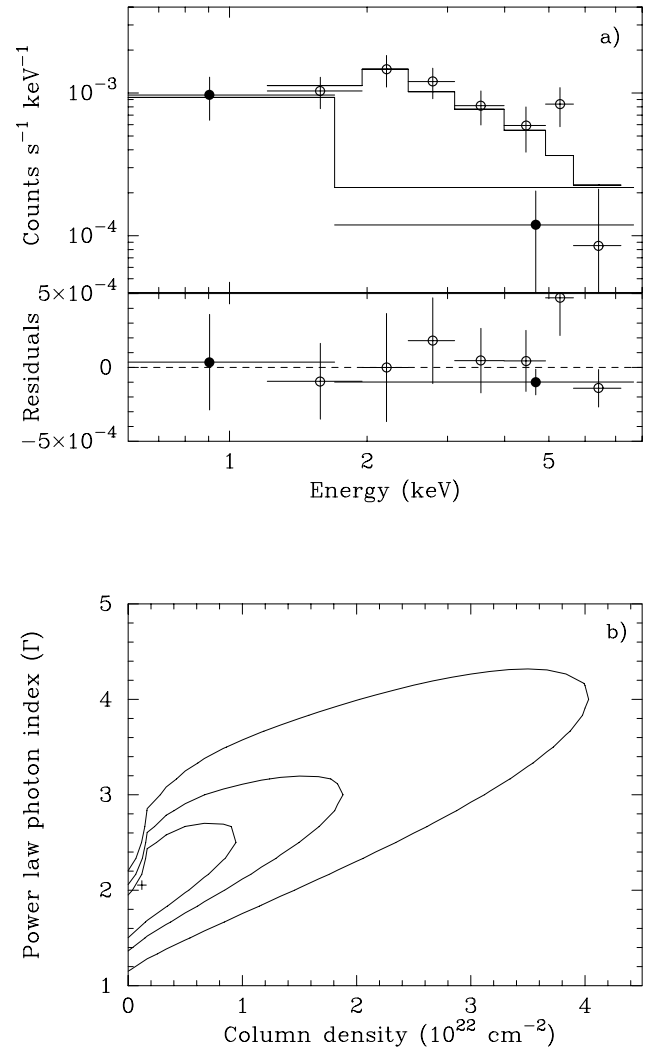 a)
Counts s⁻¹ keV⁻¹
10⁻³
10⁻⁴
5×10⁻⁴
Residuals
0
−5×10⁻⁴
1 2 5
Energy (keV)
b)
Power law photon index (Γ)
5
4
3
2
1
0 1 2 3 4
Column density (10²² cm⁻²)